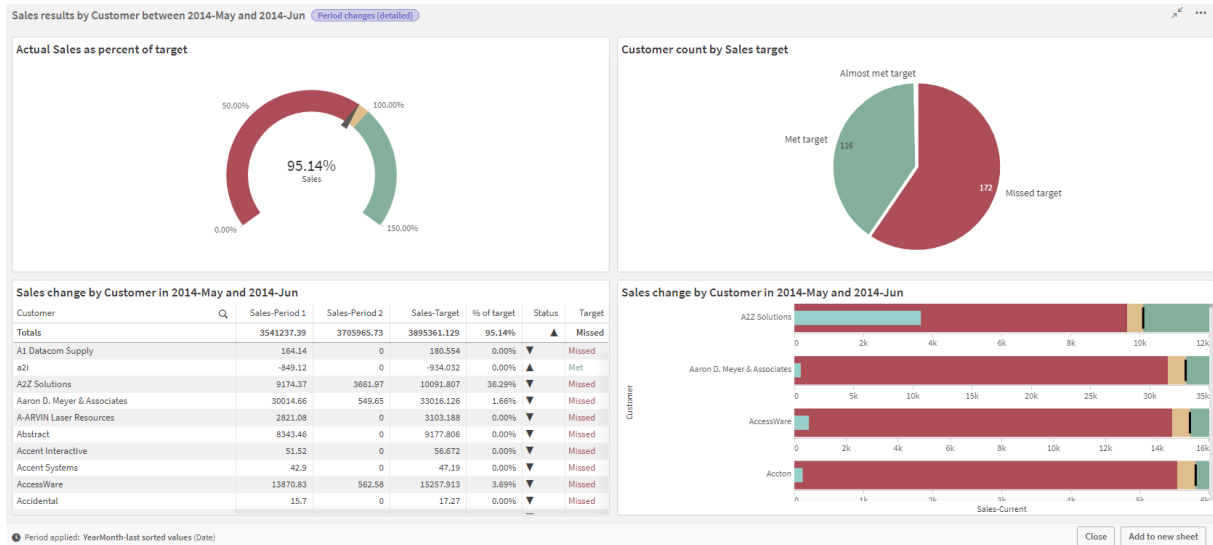 Sales results by Customer between 2014-May and 2014-Jun Period changes (detailed)
Actual Sales as percent of target
50.00% 100.00%
95.14%
Sales
0.00% 150.00%
Customer count by Sales target
Almost met target
Met target
116
172
Missed target
Sales change by Customer in 2014-May and 2014-Jun
Customer Sales-Period 1 Sales-Period 2 Sales-Target % of target Status Target
Totals 3541237.39 3705965.73 3895361.129 95.14% ▲ Missed
A1 Datacom Supply 164.14 0 180.554 0.00% ▼ Missed
a2i -849.12 0 -934.032 0.00% ▲ Met
A2Z Solutions 9174.37 3661.97 10091.807 36.29% ▼ Missed
Aaron D. Meyer & Associates 30014.66 549.65 33016.126 1.66% ▼ Missed
A-ARVIN Laser Resources 2821.08 0 3103.188 0.00% ▼ Missed
Abstract 8343.46 0 9177.806 0.00% ▼ Missed
Accent Interactive 51.52 0 56.672 0.00% ▼ Missed
Accent Systems 42.9 0 47.19 0.00% ▼ Missed
AccessWare 13870.83 562.58 15257.913 3.69% ▼ Missed
Accidental 15.7 0 17.27 0.00% ▼ Missed
Sales change by Customer in 2014-May and 2014-Jun
Customer
A2Z Solutions
0 2k 4k 6k 8k 10k 12k
Aaron D. Meyer & Associates
0 5k 10k 15k 20k 25k 30k 35k
AccessWare
0 2k 4k 6k 8k 10k 12k 14k 16k
Accton
0 1k 2k 3k 4k 5k 6k
Sales-Current
Period applied: YearMonth-last sorted values (Date)
Close Add to new sheet